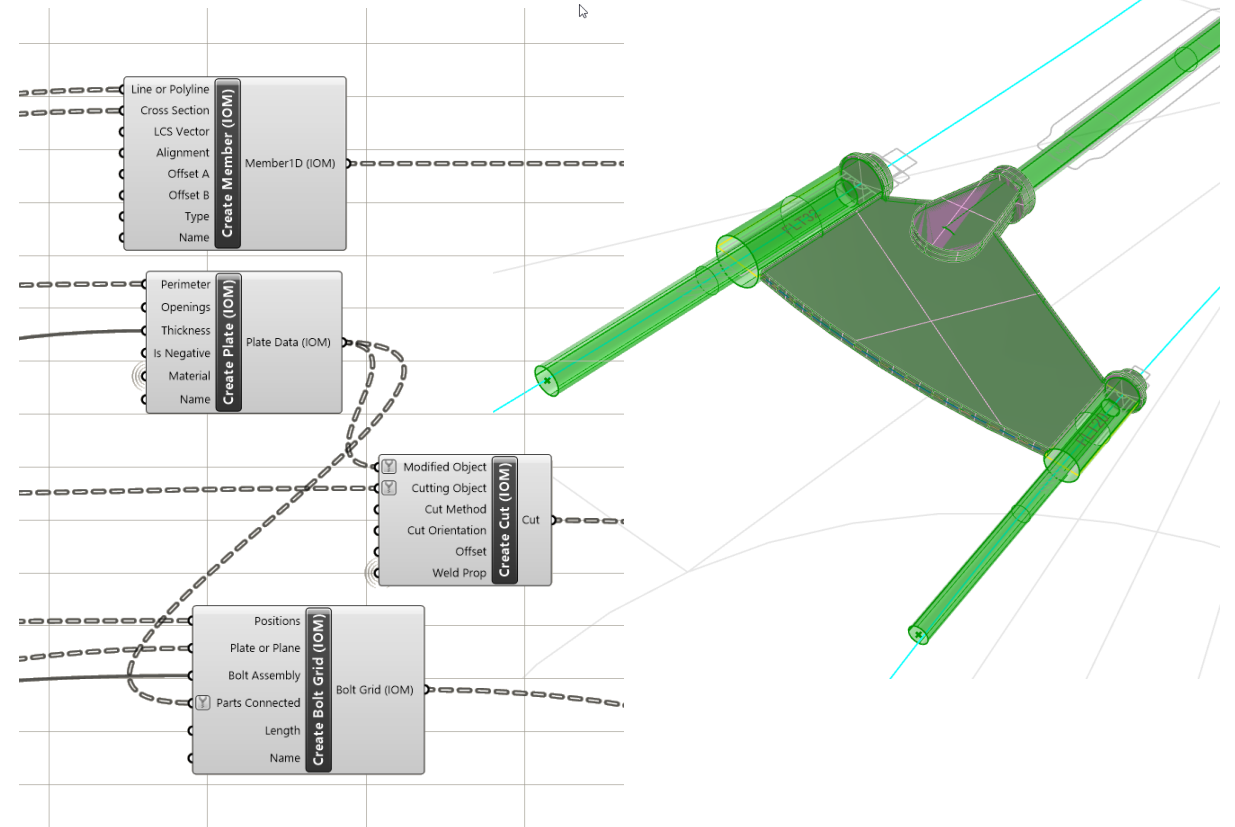 Line or Polyline
Cross Section
LCS Vector
Alignment
Offset A
Offset B
Type
Name
Create Member (IOM)
Member1D (IOM)
Perimeter
Openings
Thickness
Is Negative
Material
Name
Create Plate (IOM)
Plate Data (IOM)
Modified Object
Cutting Object
Cut Method
Cut Orientation
Offset
Weld Prop
Create Cut (IOM)
Cut
Positions
Plate or Plane
Bolt Assembly
Parts Connected
Length
Name
Create Bolt Grid (IOM)
Bolt Grid (IOM)
FLT32